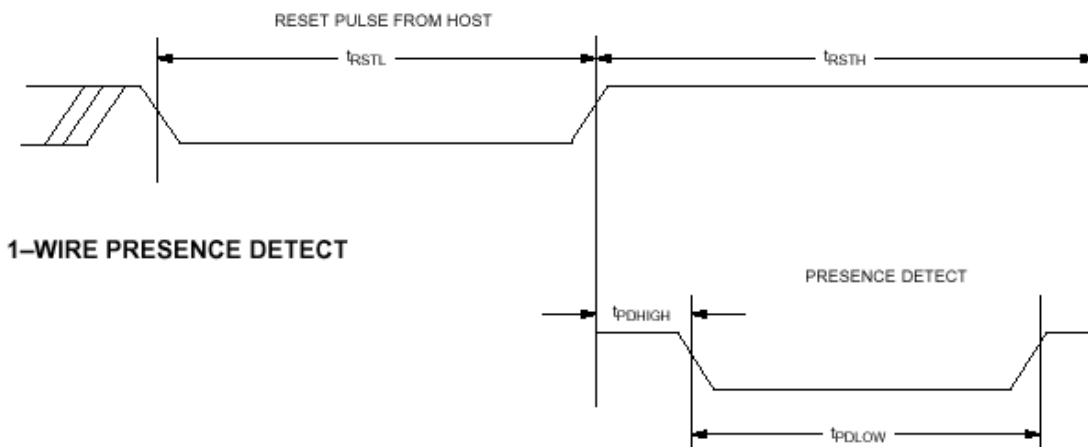 RESET PULSE FROM HOST
tRSTL
tRSTH
1–WIRE PRESENCE DETECT
PRESENCE DETECT
tPDHIGH
tPDLOW